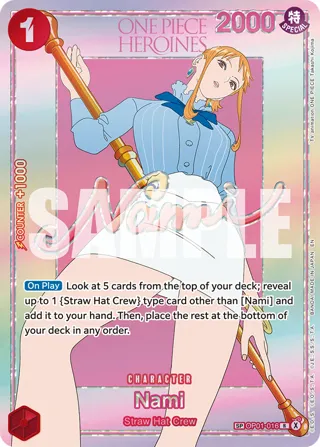 1
ONE PIECE
HEROINES
2000
特
SPECIAL
COUNTER +1000
SAMPLE
Nami
On Play Look at 5 cards from the top of your deck; reveal
up to 1 {Straw Hat Crew} type card other than [Nami] and
add it to your hand. Then, place the rest at the bottom of
your deck in any order.
CHARACTER
Nami
Straw Hat Crew
SP OP01-016 R